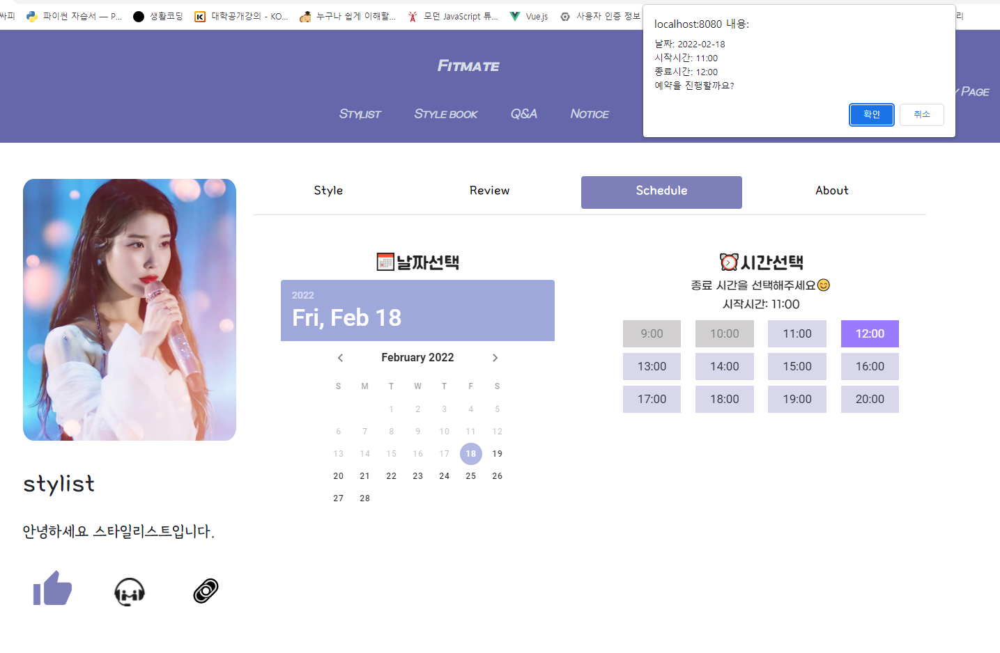 싸피 파이썬 자습서 — P... 생활코딩 대학공개강의 - KO... 누구나 쉽게 이해할... 모던 JavaScript 튜... Vue.js 사용자 인증 정보 리
localhost:8080 내용:
날짜: 2022-02-18
시작시간: 11:00
종료시간: 12:00
예약을 진행할까요?
확인 취소
FITMATE
STYLIST STYLE BOOK Q&A NOTICE Y PAGE
Style Review Schedule About
날짜선택
2022
Fri, Feb 18
February 2022
S M T W T F S
1 2 3 4 5
6 7 8 9 10 11 12
13 14 15 16 17 18 19
20 21 22 23 24 25 26
27 28
시간선택
종료 시간을 선택해주세요😊
시작시간: 11:00
9:00 10:00 11:00 12:00
13:00 14:00 15:00 16:00
17:00 18:00 19:00 20:00
stylist
안녕하세요 스타일리스트입니다.